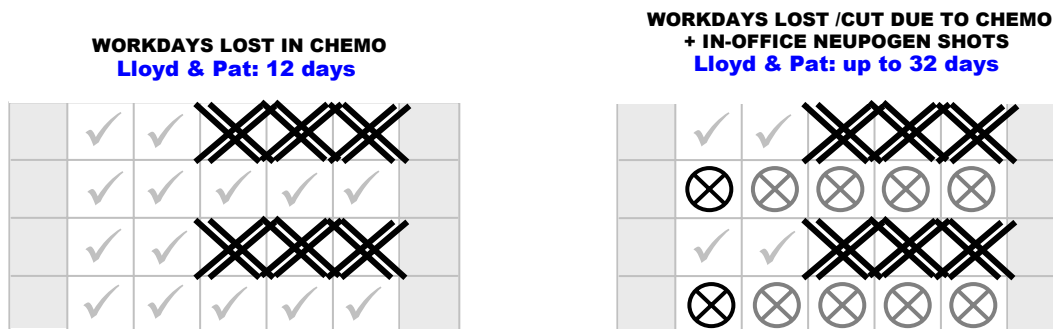 WORKDAYS LOST IN CHEMO
Lloyd & Pat: 12 days
WORKDAYS LOST /CUT DUE TO CHEMO
+ IN-OFFICE NEUPOGEN SHOTS
Lloyd & Pat: up to 32 days